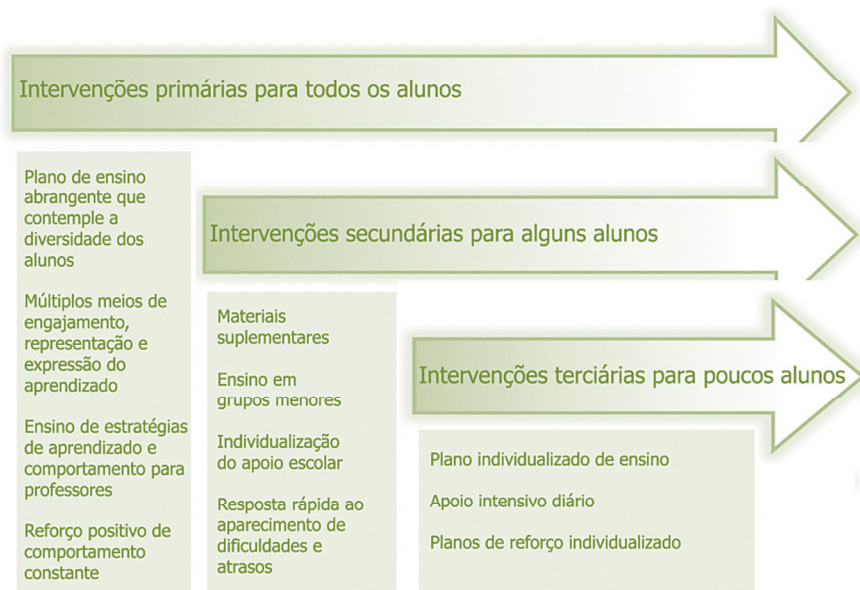 Intervenções primárias para todos os alunos
Plano de ensino
abrangente que
contemple a
diversidade dos
alunos
Múltiplos meios de
engajamento,
representação e
expressão do
aprendizado
Ensino de estratégias
de aprendizado e
comportamento para
professores
Reforço positivo de
comportamento
constante
Intervenções secundárias para alguns alunos
Materiais
suplementares
Ensino em
grupos menores
Individualização
do apoio escolar
Resposta rápida ao
aparecimento de
dificuldades e
atrasos
Intervenções terciárias para poucos alunos
Plano individualizado de ensino
Apoio intensivo diário
Planos de reforço individualizado